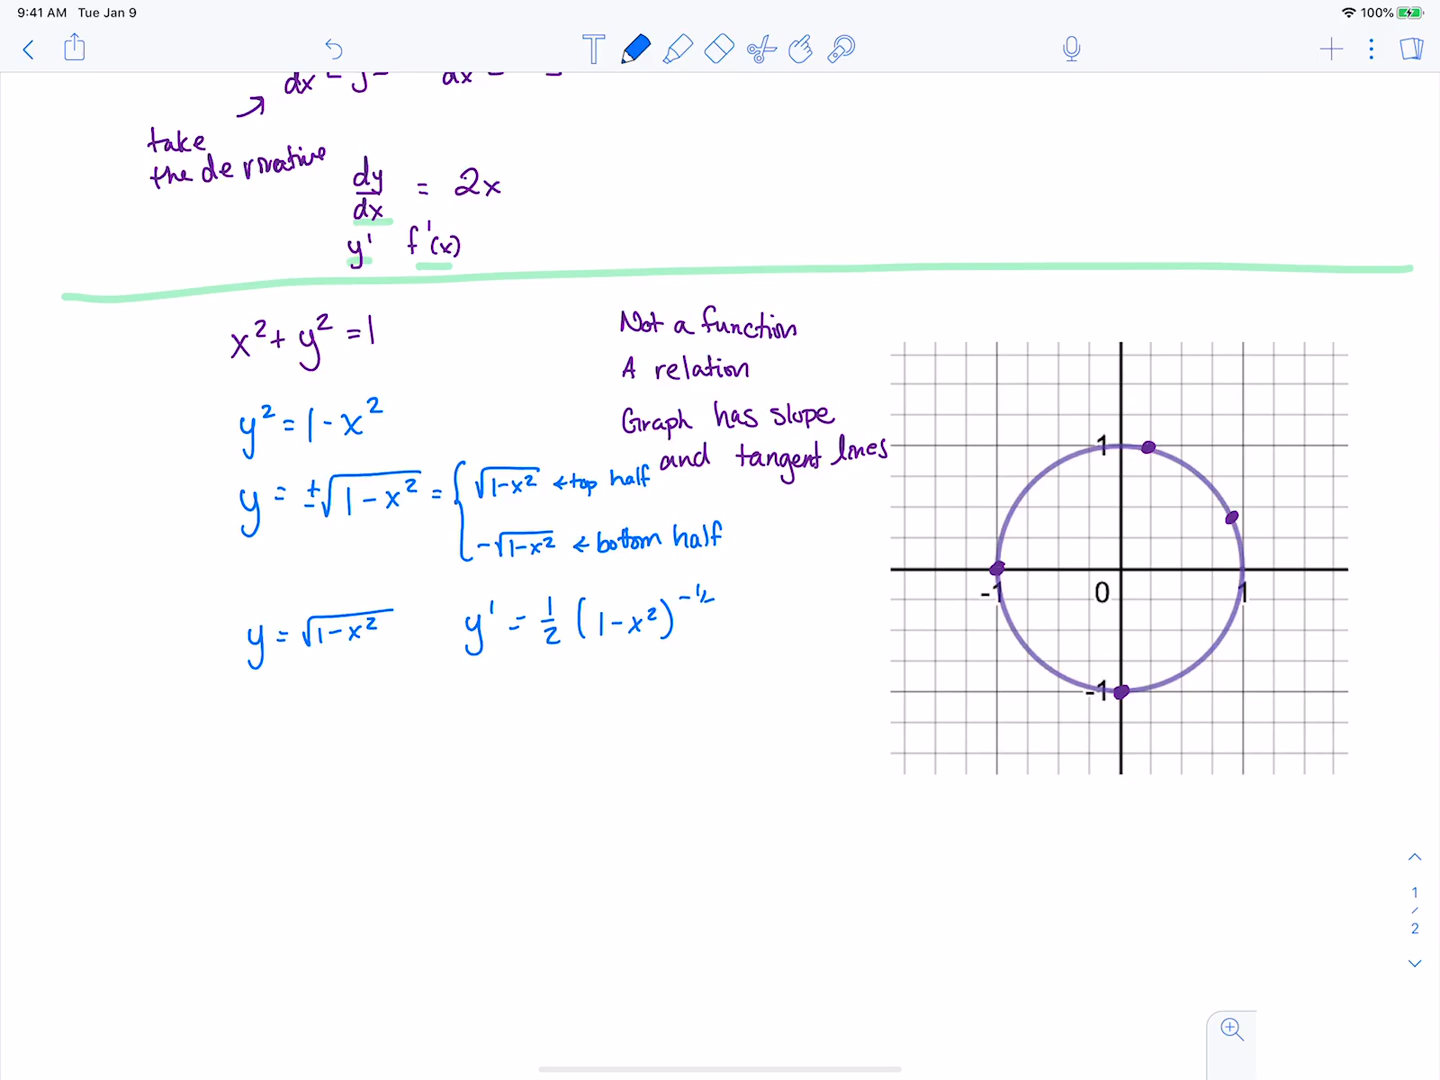 9:41 AM Tue Jan 9
100%
T
take
the derivative
dy/dx = 2x
y' f'(x)
x² + y² = 1
Not a function
A relation
Graph has slope
and tangent lines
y² = 1 - x²
y = ±√(1 - x²) = { √(1-x²) ← top half
-√(1-x²) ← bottom half
y = √(1-x²) y' = 1/2 (1-x²)^(-1/2)
1
-1 0 1
-1
1
/
2